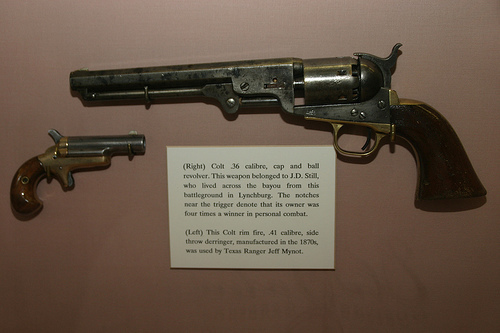 (Right) Colt .36 calibre, cap and ball
revolver. This weapon belonged to J.D. Still,
who lived across the bayou from this
battleground in Lynchburg. The notches
near the trigger denote that its owner was
four times a winner in personal combat.
(Left) This Colt rim fire, .41 calibre, side
throw derringer, manufactured in the 1870s,
was used by Texas Ranger Jeff Mynot.